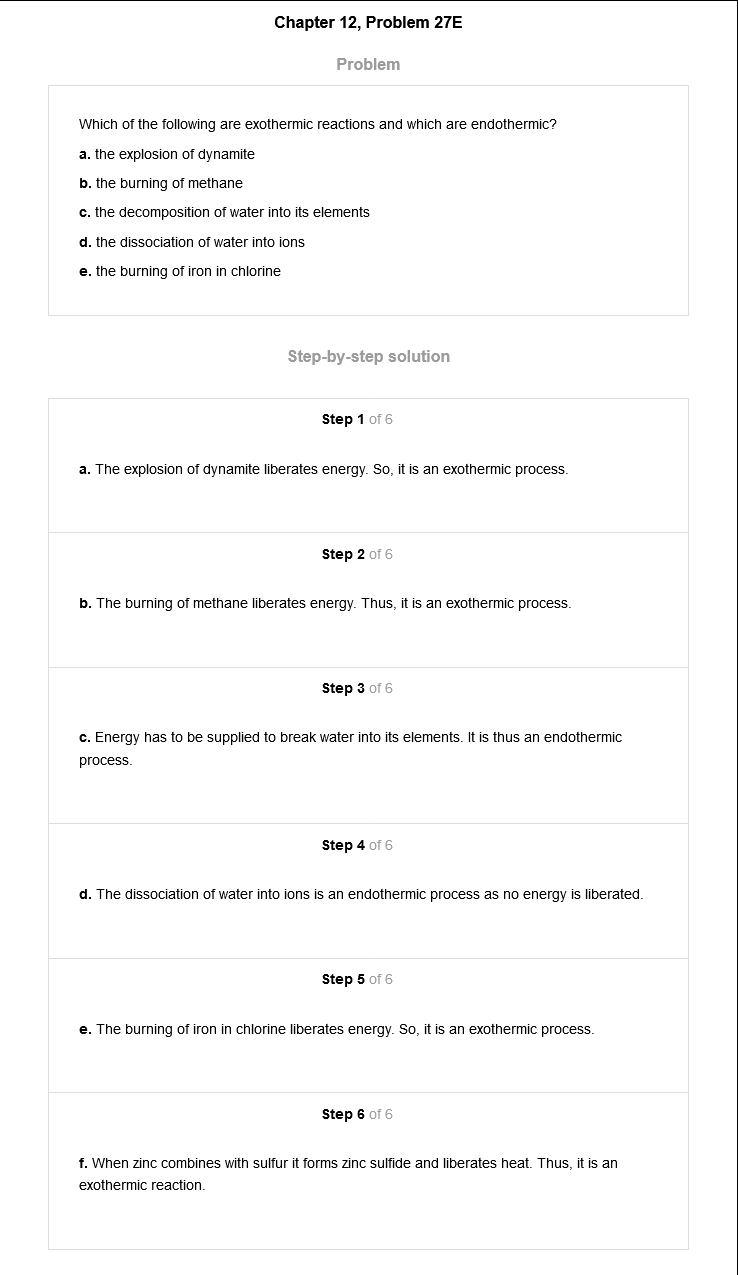 Chapter 12, Problem 27E
Problem
Which of the following are exothermic reactions and which are endothermic?
a. the explosion of dynamite
b. the burning of methane
c. the decomposition of water into its elements
d. the dissociation of water into ions
e. the burning of iron in chlorine
Step-by-step solution
Step 1 of 6
a. The explosion of dynamite liberates energy. So, it is an exothermic process.
Step 2 of 6
b. The burning of methane liberates energy. Thus, it is an exothermic process.
Step 3 of 6
c. Energy has to be supplied to break water into its elements. It is thus an endothermic
process.
Step 4 of 6
d. The dissociation of water into ions is an endothermic process as no energy is liberated.
Step 5 of 6
e. The burning of iron in chlorine liberates energy. So, it is an exothermic process.
Step 6 of 6
f. When zinc combines with sulfur it forms zinc sulfide and liberates heat. Thus, it is an
exothermic reaction.